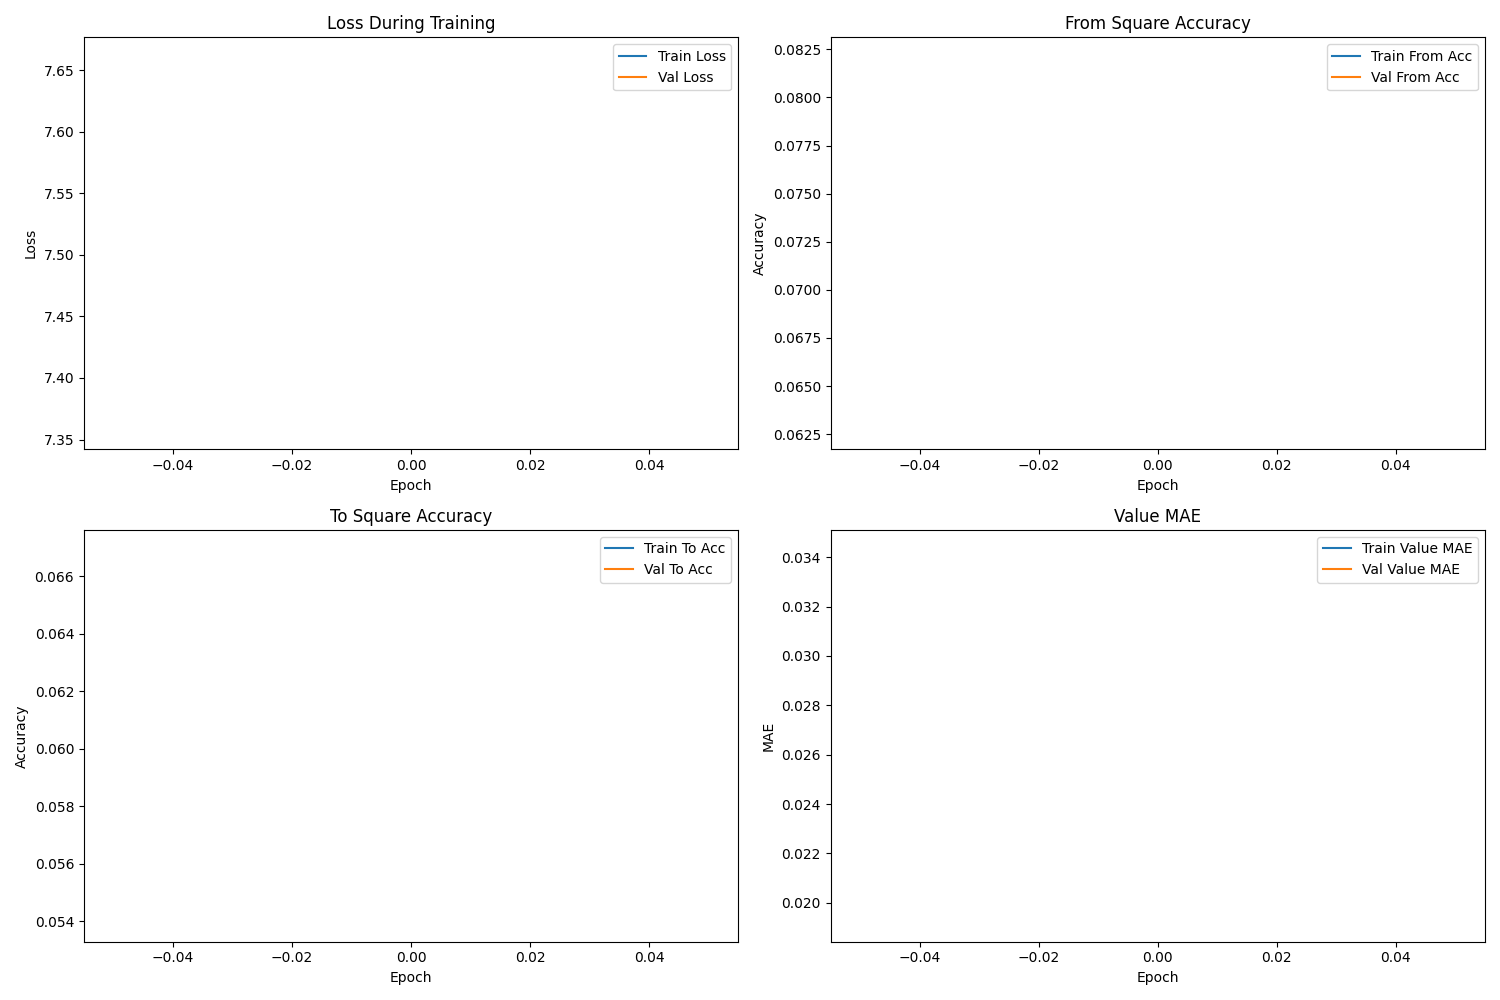 Loss During Training
Train Loss
Val Loss
7.65
7.60
7.55
7.50
7.45
7.40
7.35
Loss
−0.04 −0.02 0.00 0.02 0.04
Epoch
From Square Accuracy
Train From Acc
Val From Acc
0.0825
0.0800
0.0775
0.0750
0.0725
0.0700
0.0675
0.0650
0.0625
Accuracy
−0.04 −0.02 0.00 0.02 0.04
Epoch
To Square Accuracy
Train To Acc
Val To Acc
0.066
0.064
0.062
0.060
0.058
0.056
0.054
Accuracy
−0.04 −0.02 0.00 0.02 0.04
Epoch
Value MAE
Train Value MAE
Val Value MAE
0.034
0.032
0.030
0.028
0.026
0.024
0.022
0.020
MAE
−0.04 −0.02 0.00 0.02 0.04
Epoch